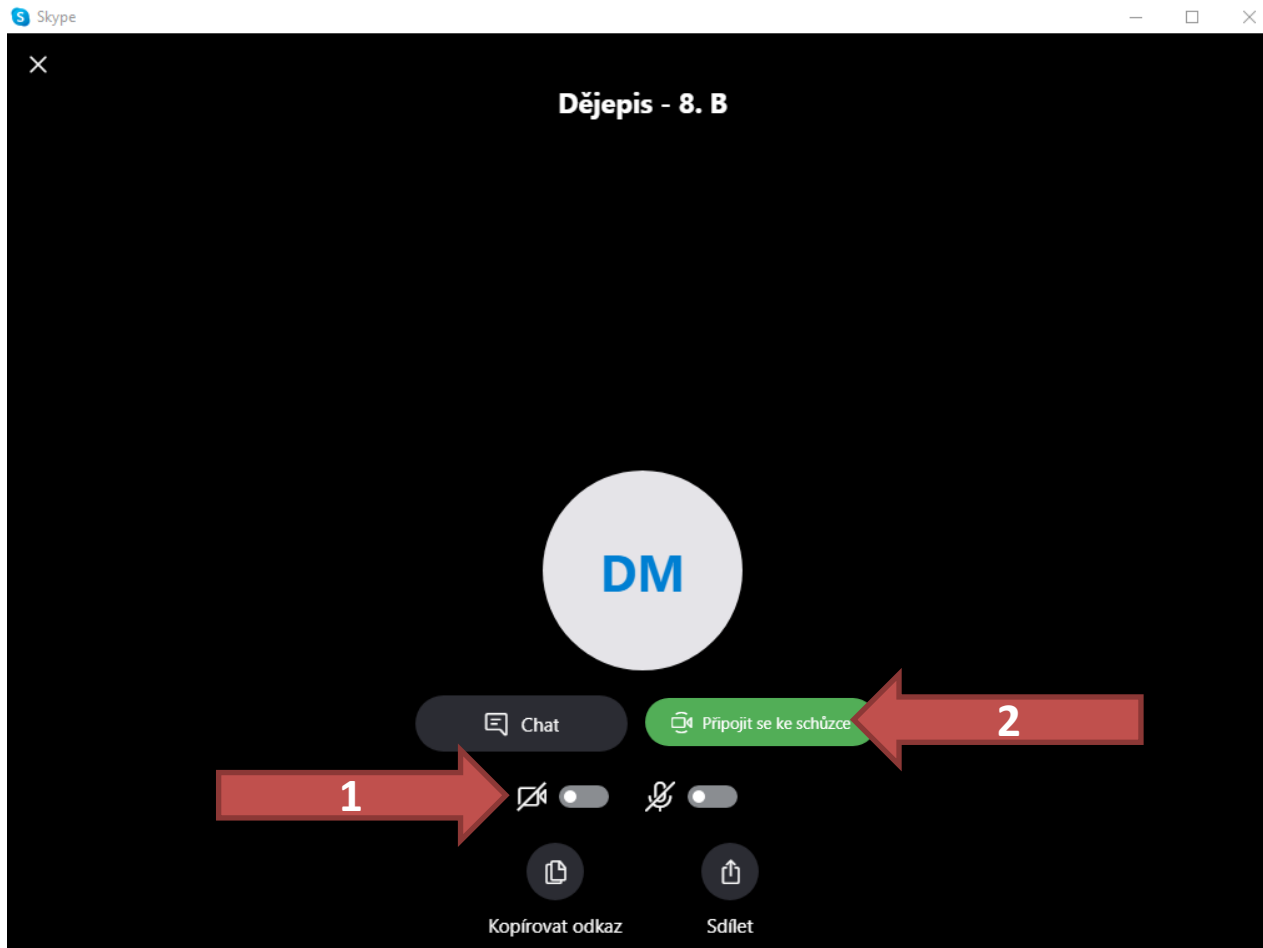 Skype
Dějepis - 8. B
DM
Chat
Připojit se ke schůzce
2
1
Kopírovat odkaz
Sdílet